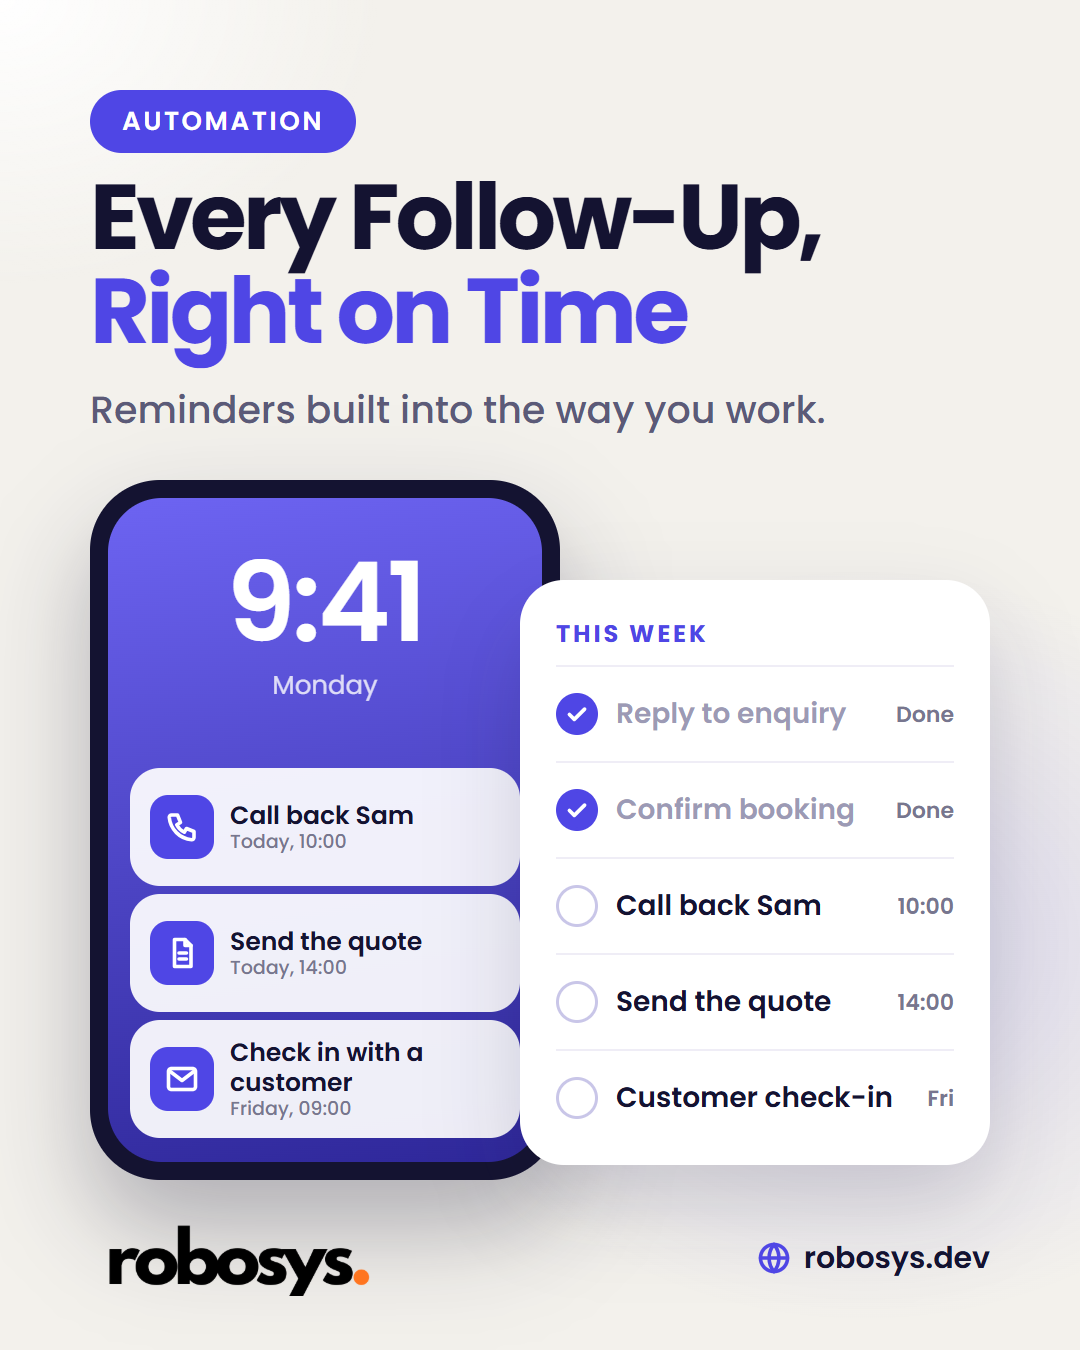 AUTOMATION
Every Follow-Up,
Right on Time
Reminders built into the way you work.
9:41
Monday
Call back Sam
Today, 10:00
Send the quote
Today, 14:00
Check in with a
customer
Friday, 09:00
THIS WEEK
Reply to enquiry Done
Confirm booking Done
Call back Sam 10:00
Send the quote 14:00
Customer check-in Fri
robosys.
robosys.dev